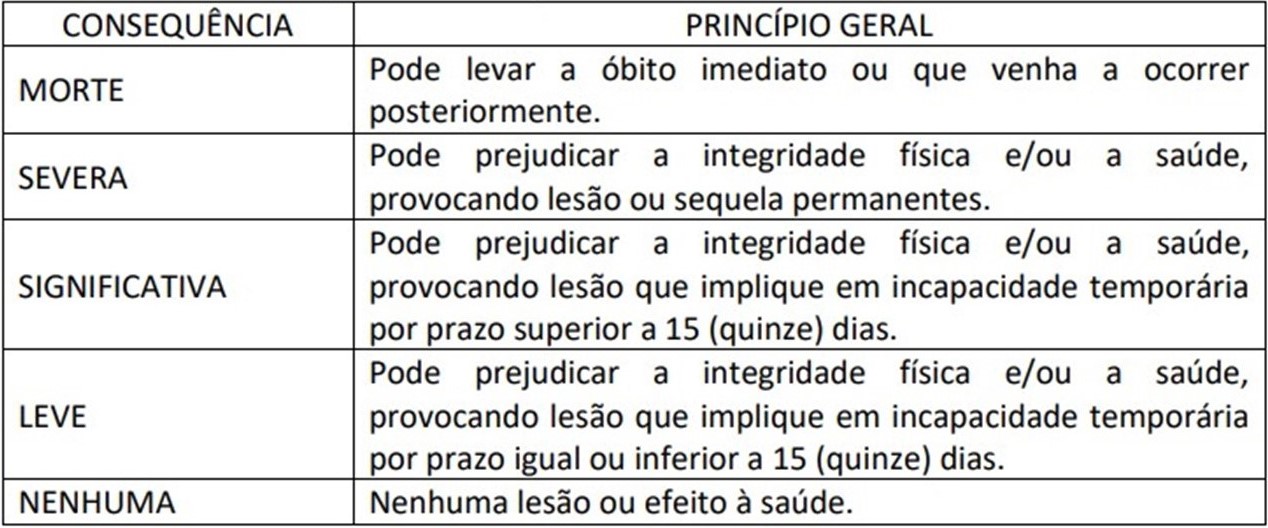 CONSEQUÊNCIA PRINCÍPIO GERAL
MORTE
Pode levar a óbito imediato ou que venha a ocorrer
posteriormente.
SEVERA
Pode prejudicar a integridade física e/ou a saúde,
provocando lesão ou sequela permanentes.
SIGNIFICATIVA
Pode prejudicar a integridade física e/ou a saúde,
provocando lesão que implique em incapacidade temporária
por prazo superior a 15 (quinze) dias.
LEVE
Pode prejudicar a integridade física e/ou a saúde,
provocando lesão que implique em incapacidade temporária
por prazo igual ou inferior a 15 (quinze) dias.
NENHUMA Nenhuma lesão ou efeito à saúde.